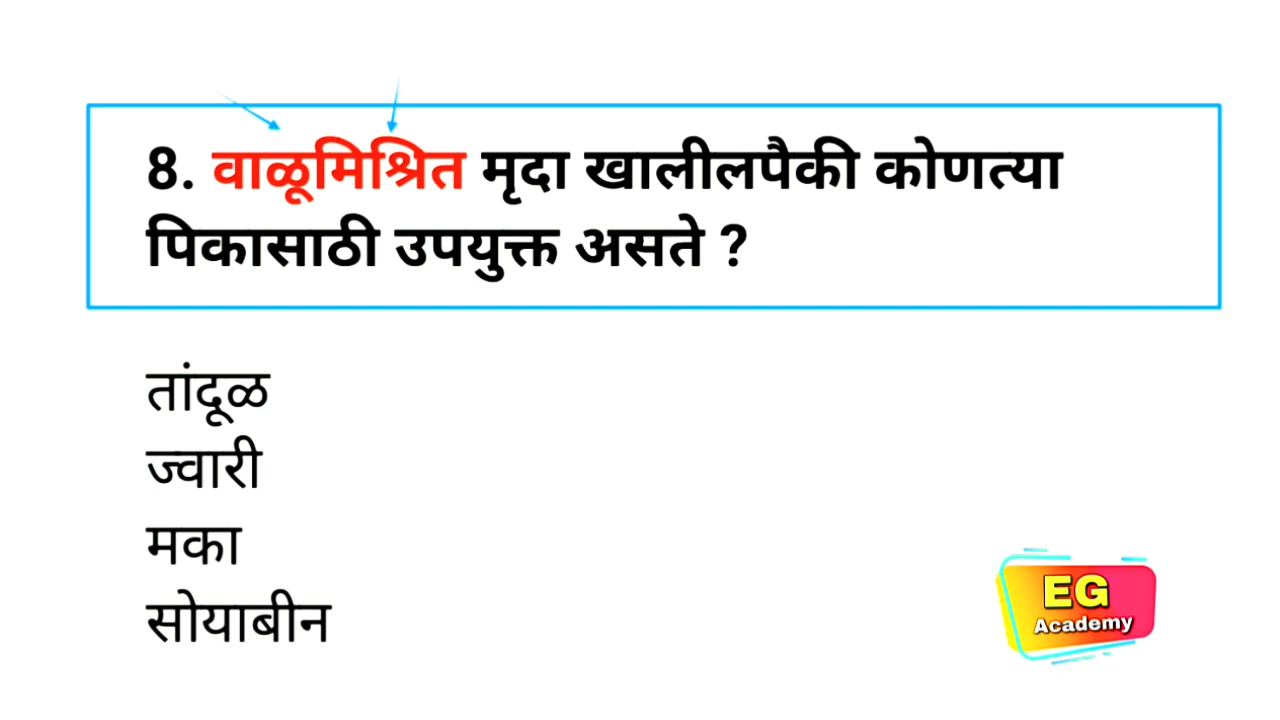 8. वाळूमिश्रित मृदा खालीलपैकी कोणत्या
पिकासाठी उपयुक्त असते ?
तांदूळ
ज्वारी
मका
सोयाबीन
EG
Academy